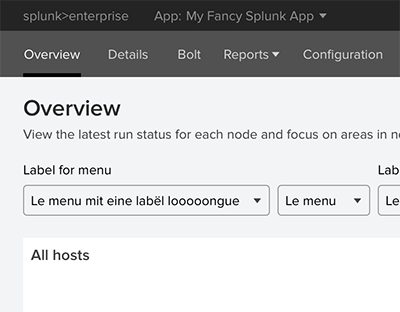 splunk>enterprise App: My Fancy Splunk App
Overview Details Bolt Reports Configuration
Overview
View the latest run status for each node and focus on areas in
Label for menu
Le menu mit eine labël looooongue Le menu Le
All hosts